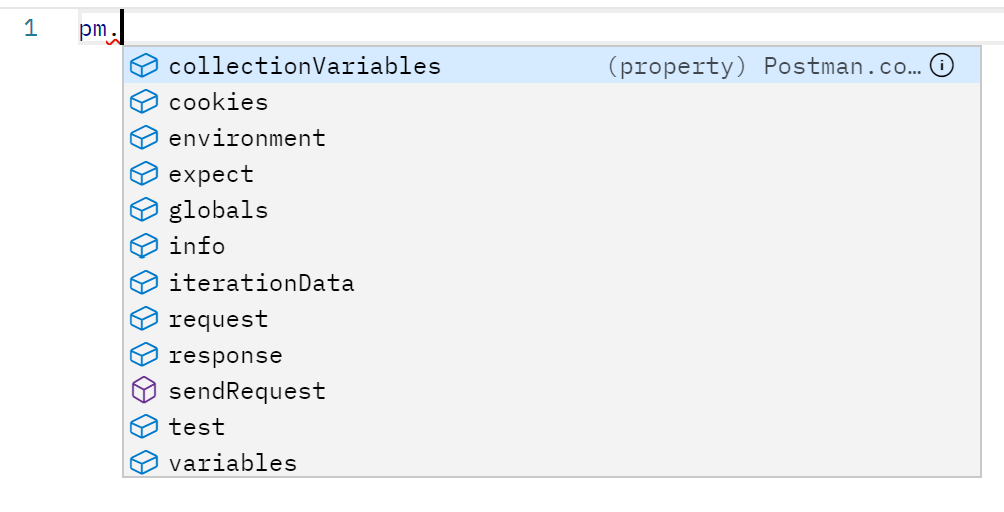 1 pm.
collectionVariables (property) Postman.co…
cookies
environment
expect
globals
info
iterationData
request
response
sendRequest
test
variables